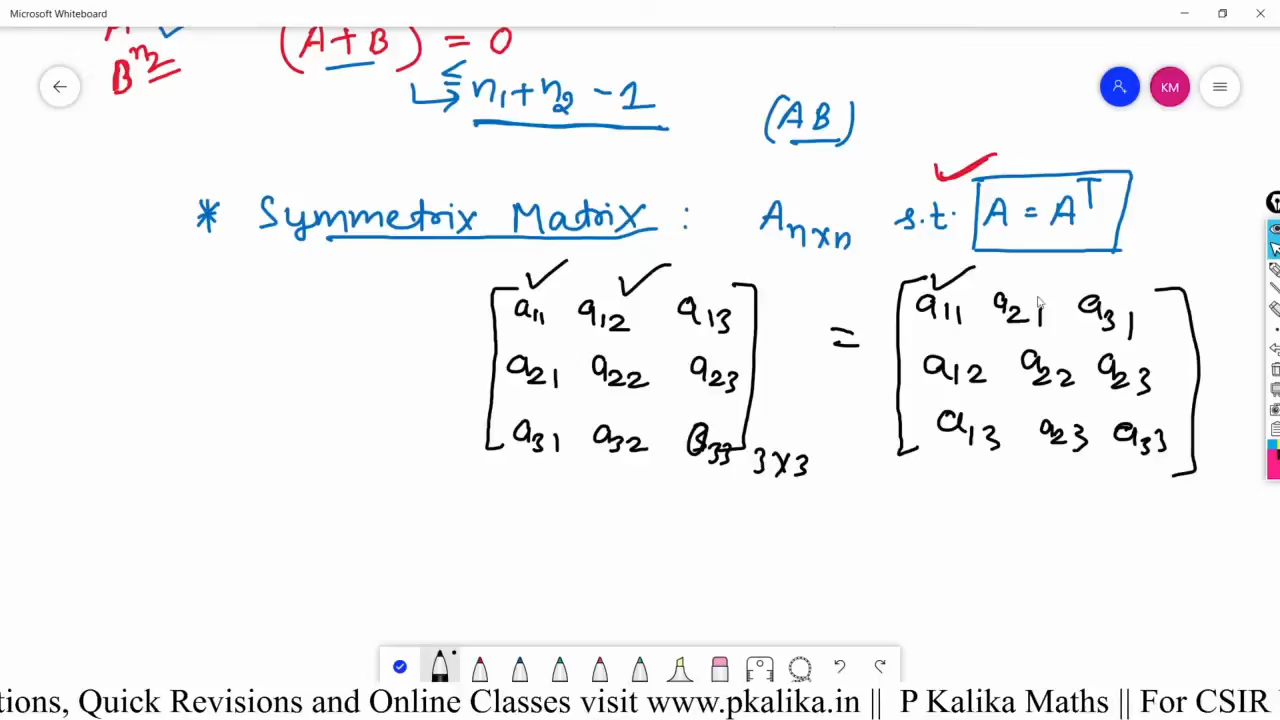 Microsoft Whiteboard
(A+B) = 0
B^n2
≤ n1+n2 -1
(AB)
KM
* Symmetrix Matrix : A n×n s.t. A = A^T
a11 a12 a13 = a11 a21 a31
a21 a22 a23 a12 a22 a23
a31 a32 a33 3×3 a13 a23 a33
tions, Quick Revisions and Online Classes visit www.pkalika.in || P Kalika Maths || For CSIR